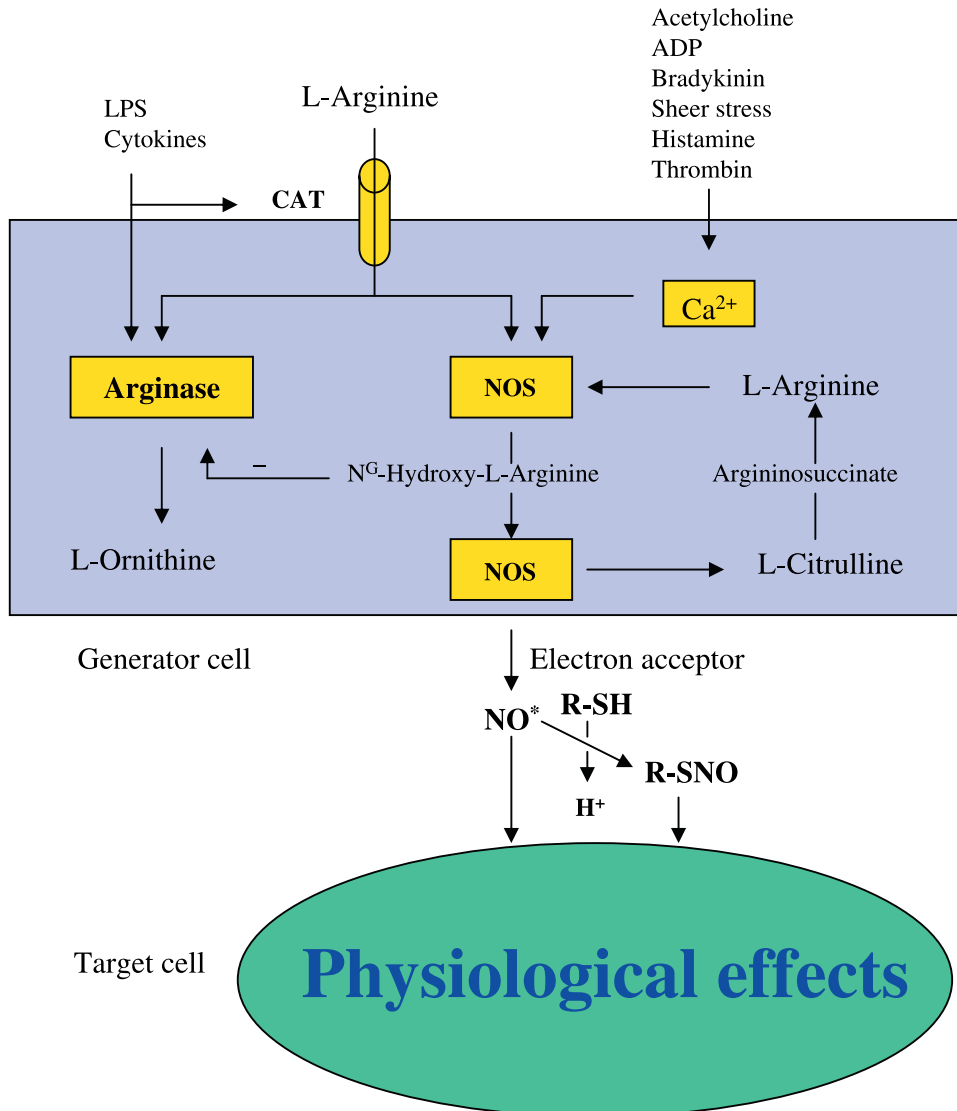 Acetylcholine
ADP
Bradykinin
Sheer stress
Histamine
Thrombin
L-Arginine
LPS
Cytokines
CAT
Ca²⁺
Arginase
NOS
L-Arginine
–
Nᴳ-Hydroxy-L-Arginine
Argininosuccinate
L-Ornithine
NOS
L-Citrulline
Generator cell
Electron acceptor
NO*
R-SH
R-SNO
H⁺
Target cell
Physiological effects